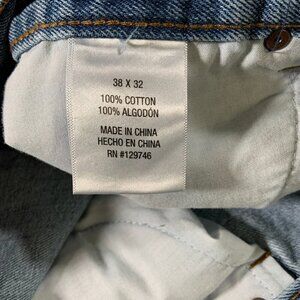 38 X 32
100% COTTON
100% ALGODÓN
MADE IN CHINA
HECHO EN CHINA
RN #129746